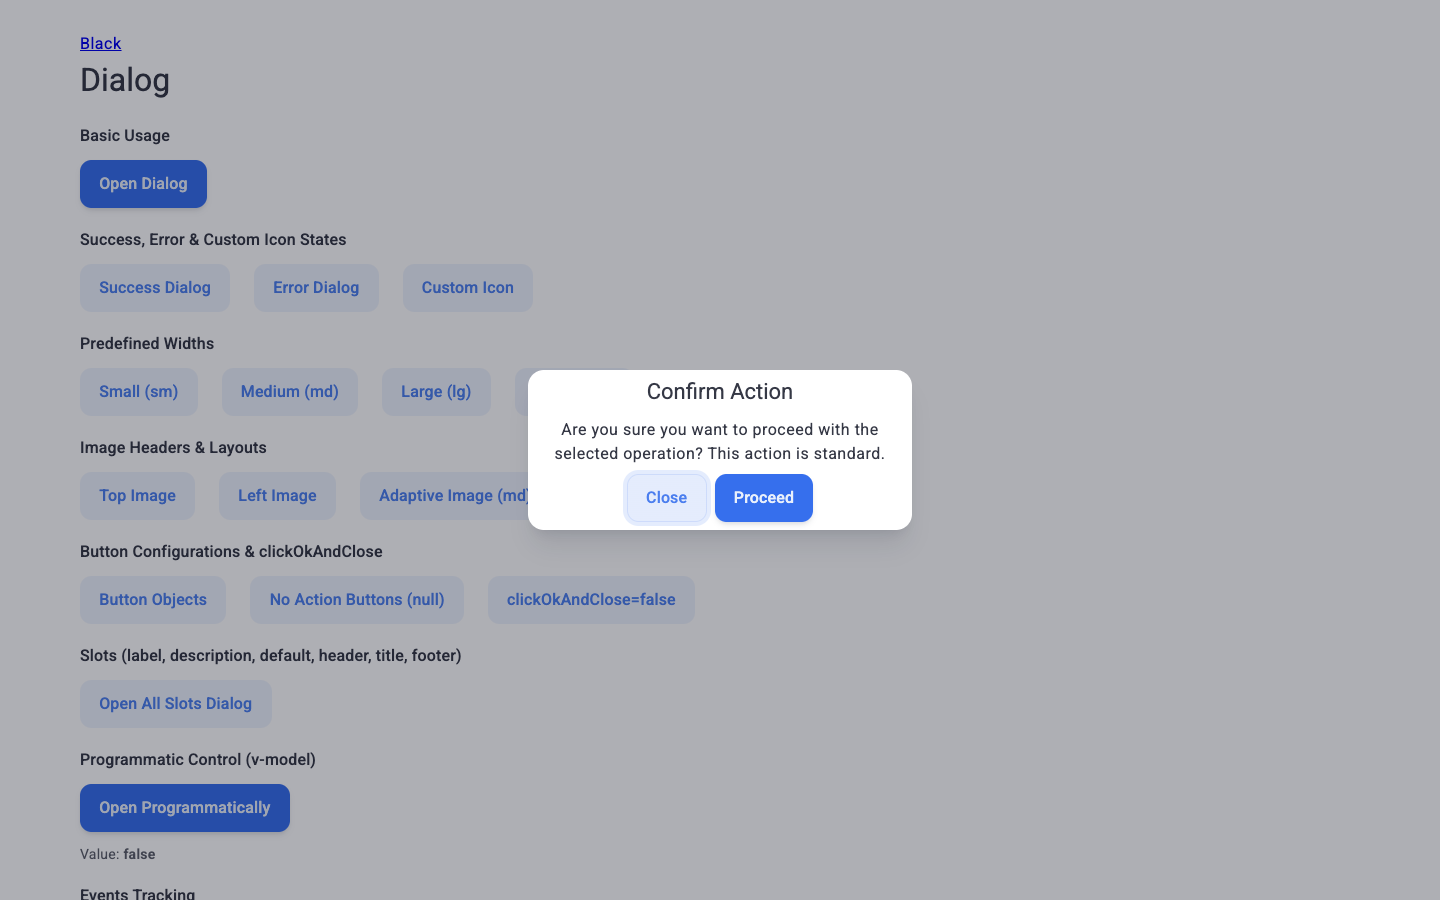 Black
Dialog
Basic Usage
Open Dialog
Success, Error & Custom Icon States
Success Dialog
Error Dialog
Custom Icon
Predefined Widths
Small (sm)
Medium (md)
Large (lg)
Image Headers & Layouts
Top Image
Left Image
Adaptive Image (md)
Confirm Action
Are you sure you want to proceed with the
selected operation? This action is standard.
Close
Proceed
Button Configurations & clickOkAndClose
Button Objects
No Action Buttons (null)
clickOkAndClose=false
Slots (label, description, default, header, title, footer)
Open All Slots Dialog
Programmatic Control (v-model)
Open Programmatically
Value: false
Events Tracking